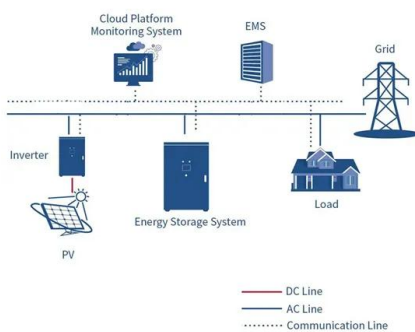 Cloud Platform
Monitoring System
EMS
Grid
Inverter
Energy Storage System
Load
PV
DC Line
AC Line
Communication Line